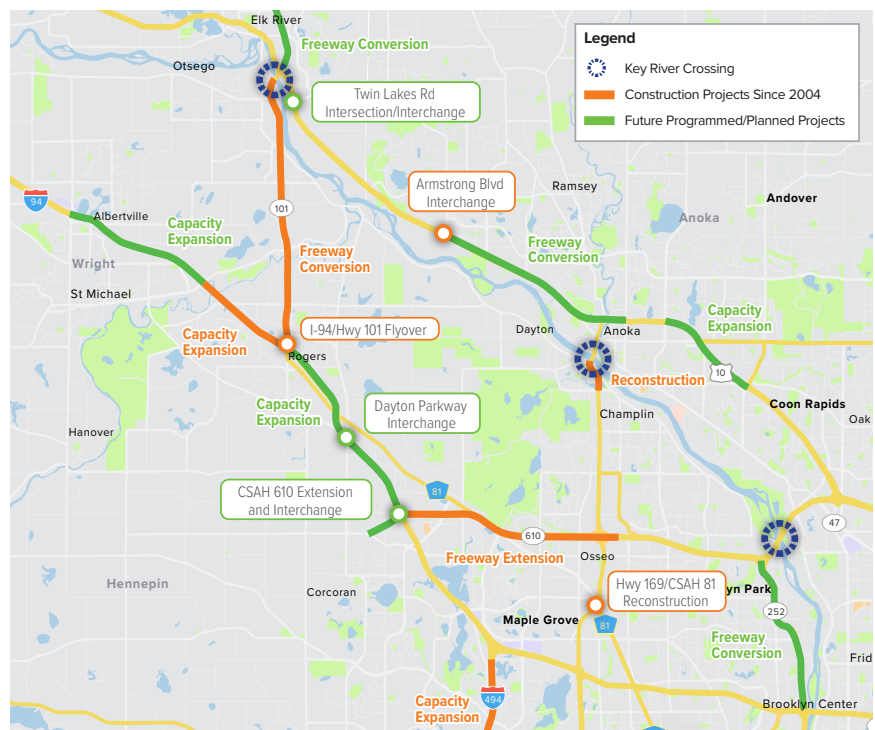 Elk River
Freeway Conversion
Legend
Otsego
Key River Crossing
Twin Lakes Rd
Intersection/Interchange
Construction Projects Since 2004
Future Programmed/Planned Projects
Armstrong Blvd
Interchange
Ramsey
Andover
94
101
Albertville
Anoka
Capacity
Expansion
Freeway
Conversion
Wright
Freeway
Conversion
St Michael
Capacity
Expansion
I-94/Hwy 101 Flyover
Dayton
Anoka
Capacity
Expansion
Rogers
10
Reconstruction
Capacity
Expansion
Dayton Parkway
Interchange
Champlin
Coon Rapids
Oak
Hanover
CSAH 610 Extension
and Interchange
81
47
610
Freeway Extension
Osseo
Hennepin
Corcoran
Hwy 169/CSAH 81
Reconstruction
yn Park
252
Maple Grove
81
Freeway
Conversion
Frid
Capacity
Expansion
494
Brooklyn Center